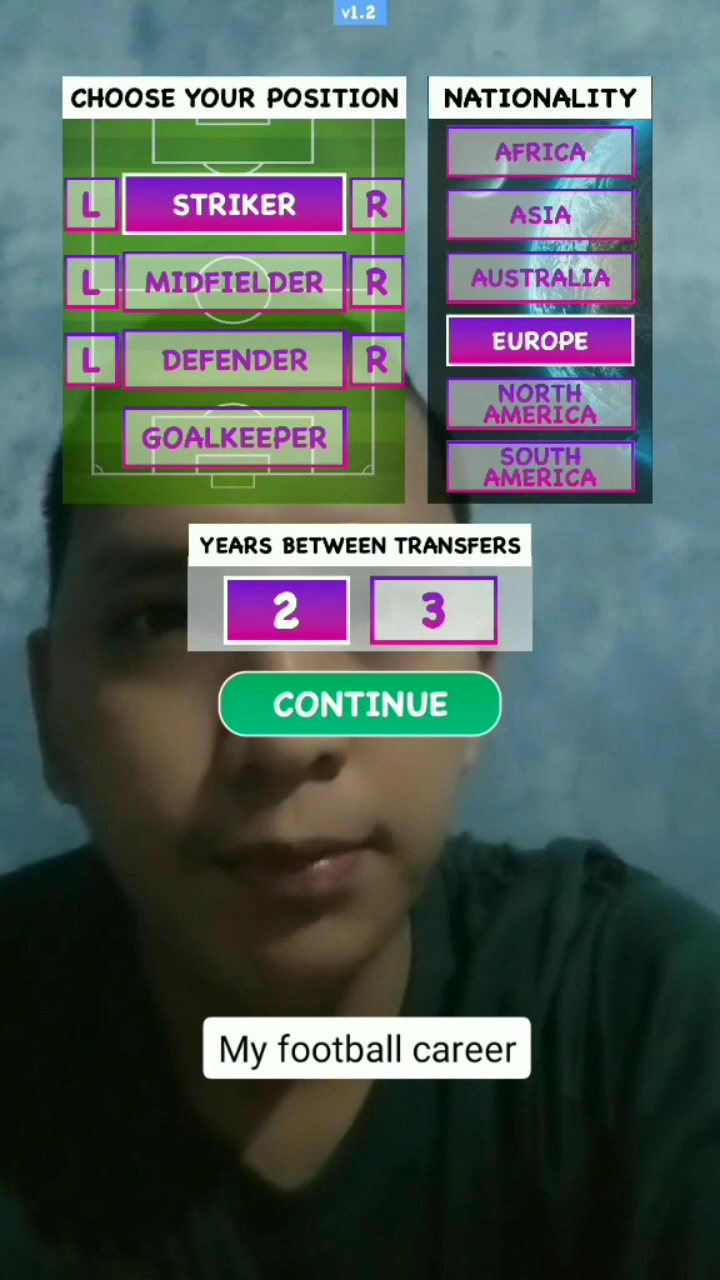 v1.2
CHOOSE YOUR POSITION
L STRIKER R
L MIDFIELDER R
L DEFENDER R
GOALKEEPER
NATIONALITY
AFRICA
ASIA
AUSTRALIA
EUROPE
NORTH
AMERICA
SOUTH
AMERICA
YEARS BETWEEN TRANSFERS
2 3
CONTINUE
My football career